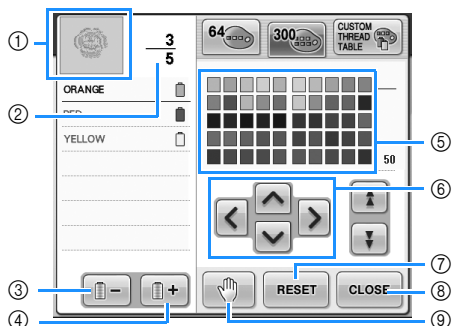 ①
②
③
④
3
5
ORANGE
RED
YELLOW
64
300
CUSTOM
THREAD
TABLE
50
⑤
⑥
RESET
CLOSE
⑦
⑧
⑨